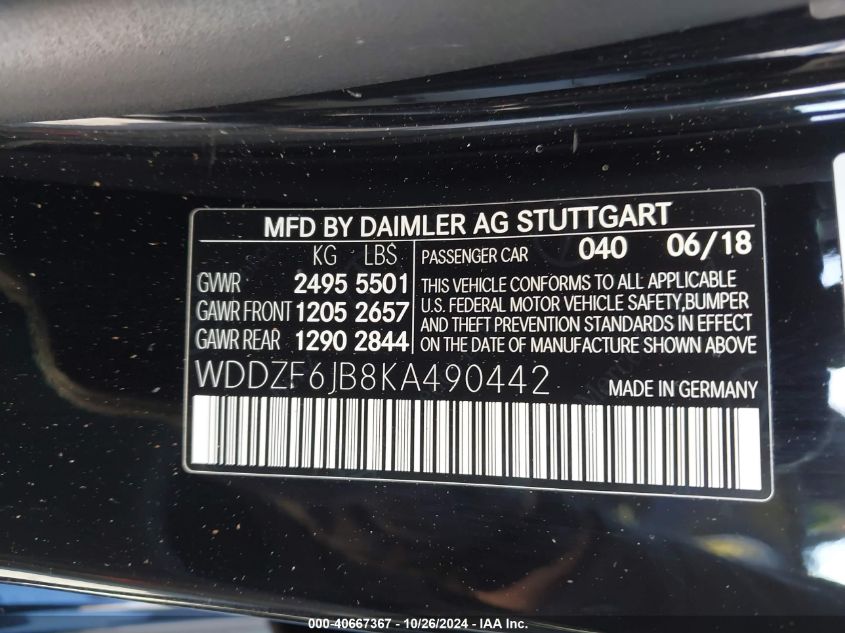 MFD BY DAIMLER AG STUTTGART
KG LBS
GVWR 2495 5501
GAWR FRONT 1205 2657
GAWR REAR 1290 2844
PASSENGER CAR 040 06/18
THIS VEHICLE CONFORMS TO ALL APPLICABLE
U.S. FEDERAL MOTOR VEHICLE SAFETY,BUMPER
AND THEFT PREVENTION STANDARDS IN EFFECT
ON THE DATE OF MANUFACTURE SHOWN ABOVE
WDDZF6JB8KA490442 MADE IN GERMANY
000-40667367 - 10/26/2024 - IAA Inc.